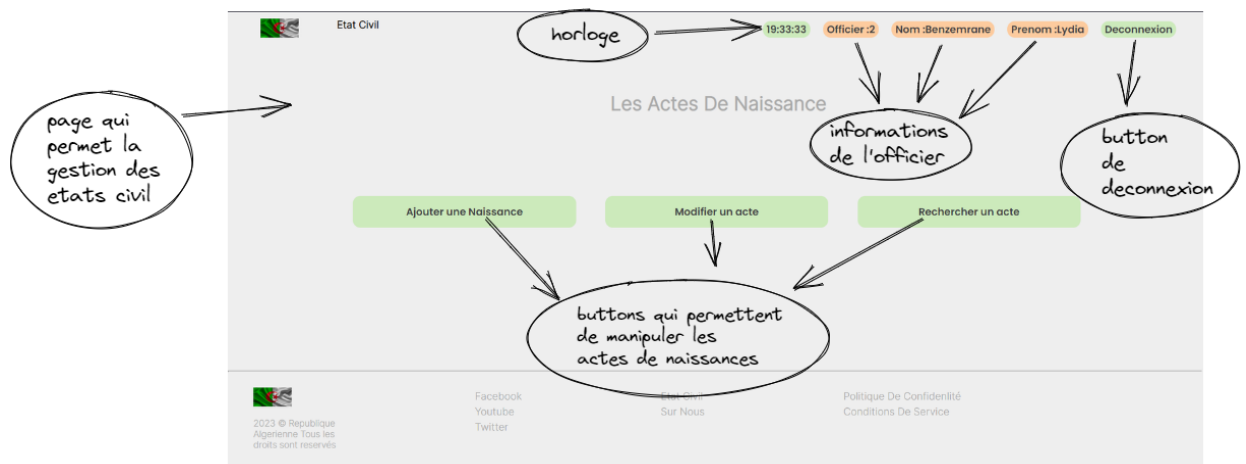 Etat Civil
horloge
19:33:33
Officier :2
Nom :Benzemrane
Prenom :Lydia
Deconnexion
page qui
permet la
gestion des
etats civil
Les Actes De Naissance
informations
de l'officier
button
de
deconnexion
Ajouter une Naissance
Modifier un acte
Rechercher un acte
buttons qui permettent
de manipuler les
actes de naissances
2023 © Republique
Algerienne Tous les
droits sont reservés
Facebook
Youtube
Twitter
Etat Civil
Sur Nous
Politique De Confidenlité
Conditions De Service